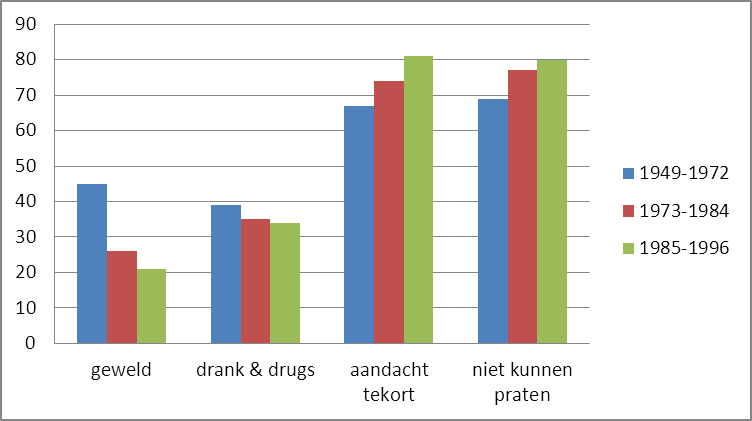 90
80
70
60
50
40
30
20
10
0
geweld
drank & drugs
aandacht
tekort
niet kunnen
praten
1949-1972
1973-1984
1985-1996